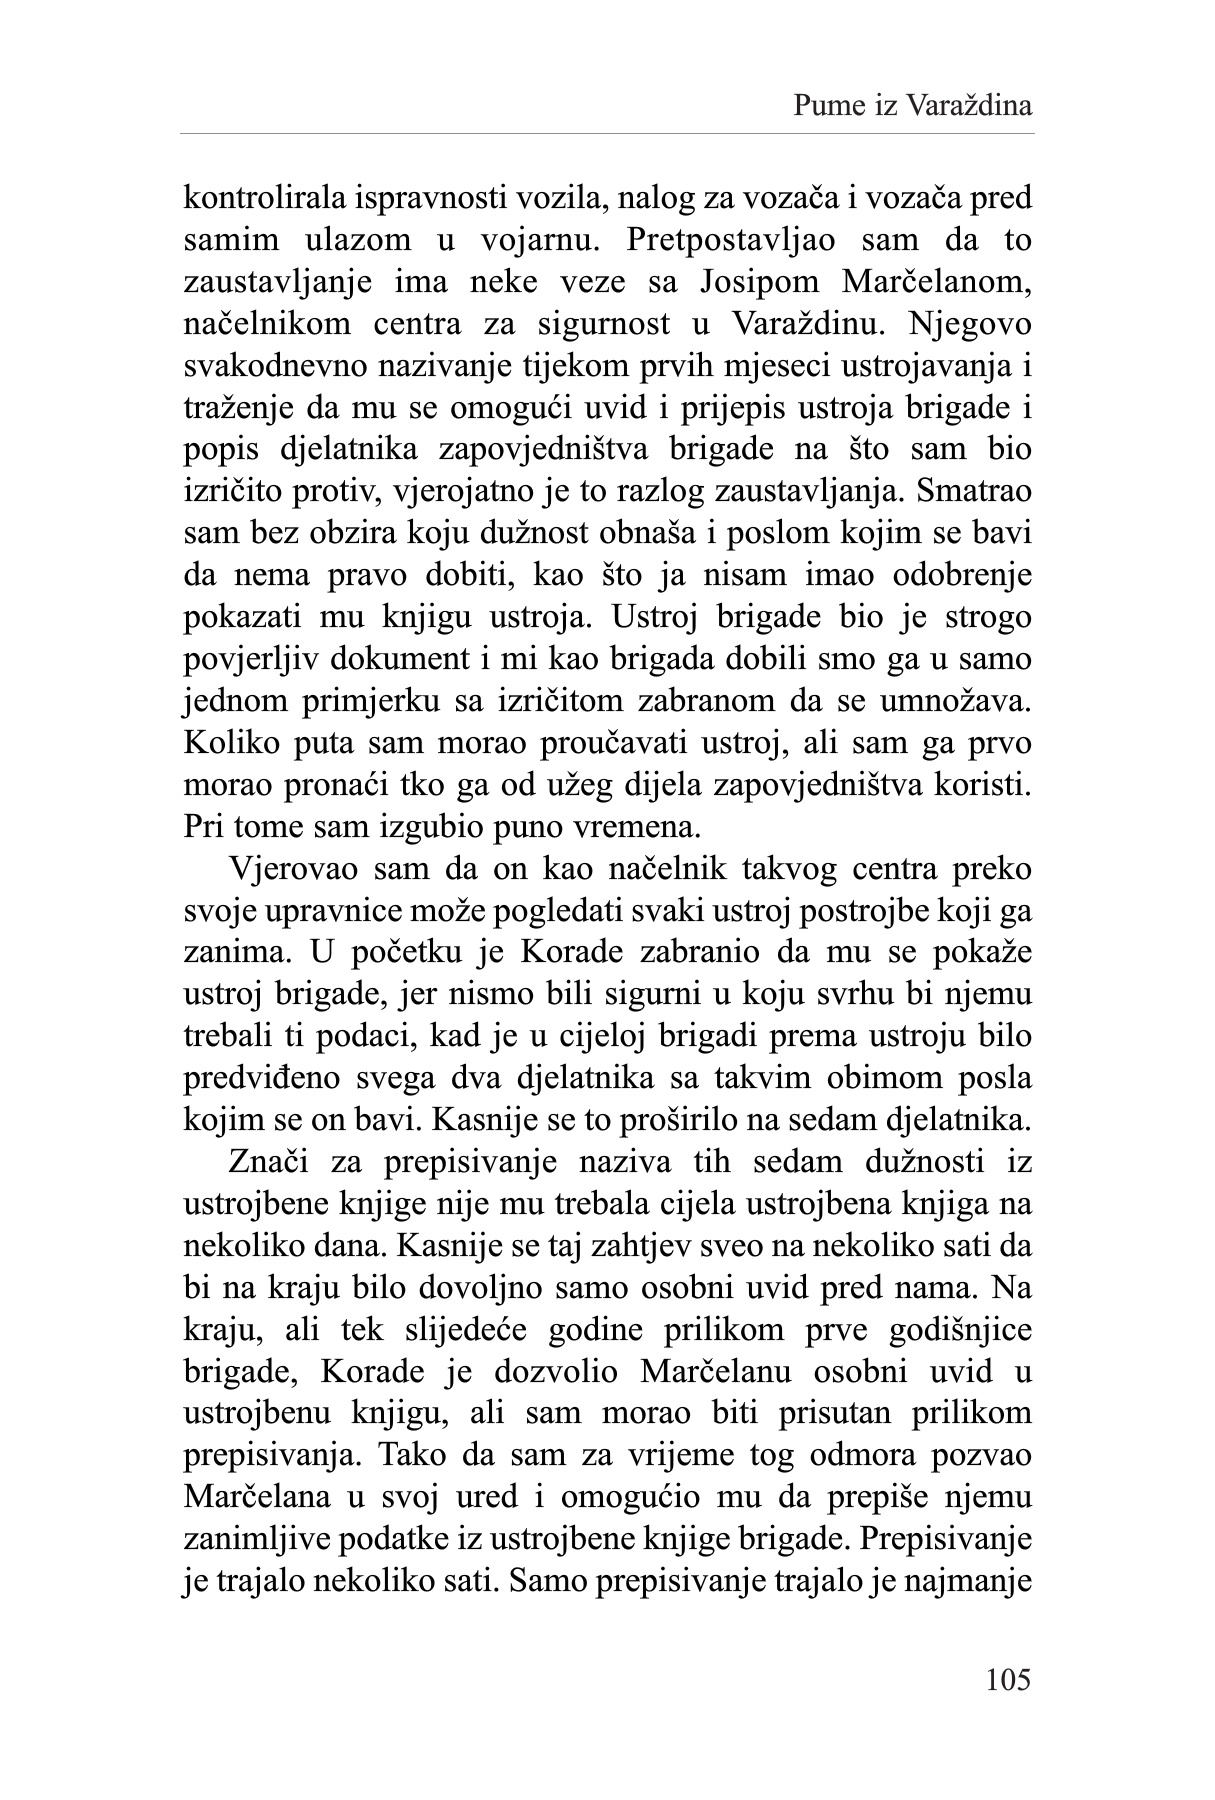 Pume iz Varaždina
kontrolirala ispravnosti vozila, nalog za vozača i vozača pred
samim ulazom u vojarnu. Pretpostavljao sam da to
zaustavljanje ima neke veze sa Josipom Marčelanom,
načelnikom centra za sigurnost u Varaždinu. Njegovo
svakodnevno nazivanje tijekom prvih mjeseci ustrojavanja i
traženje da mu se omogući uvid i prijepis ustroja brigade i
popis djelatnika zapovjedništva brigade na što sam bio
izričito protiv, vjerojatno je to razlog zaustavljanja. Smatrao
sam bez obzira koju dužnost obnaša i poslom kojim se bavi
da nema pravo dobiti, kao što ja nisam imao odobrenje
pokazati mu knjigu ustroja. Ustroj brigade bio je strogo
povjerljiv dokument i mi kao brigada dobili smo ga u samo
jednom primjerku sa izričitom zabranom da se umnožava.
Koliko puta sam morao proučavati ustroj, ali sam ga prvo
morao pronaći tko ga od užeg dijela zapovjedništva koristi.
Pri tome sam izgubio puno vremena.
Vjerovao sam da on kao načelnik takvog centra preko
svoje upravnice može pogledati svaki ustroj postrojbe koji ga
zanima. U početku je Korade zabranio da mu se pokaže
ustroj brigade, jer nismo bili sigurni u koju svrhu bi njemu
trebali ti podaci, kad je u cijeloj brigadi prema ustroju bilo
predviđeno svega dva djelatnika sa takvim obimom posla
kojim se on bavi. Kasnije se to proširilo na sedam djelatnika.
Znači za prepisivanje naziva tih sedam dužnosti iz
ustrojbene knjige nije mu trebala cijela ustrojbena knjiga na
nekoliko dana. Kasnije se taj zahtjev sveo na nekoliko sati da
bi na kraju bilo dovoljno samo osobni uvid pred nama. Na
kraju, ali tek slijedeće godine prilikom prve godišnjice
brigade, Korade je dozvolio Marčelanu osobni uvid u
ustrojbenu knjigu, ali sam morao biti prisutan prilikom
prepisivanja. Tako da sam za vrijeme tog odmora pozvao
Marčelana u svoj ured i omogućio mu da prepiše njemu
zanimljive podatke iz ustrojbene knjige brigade. Prepisivanje
je trajalo nekoliko sati. Samo prepisivanje trajalo je najmanje
105